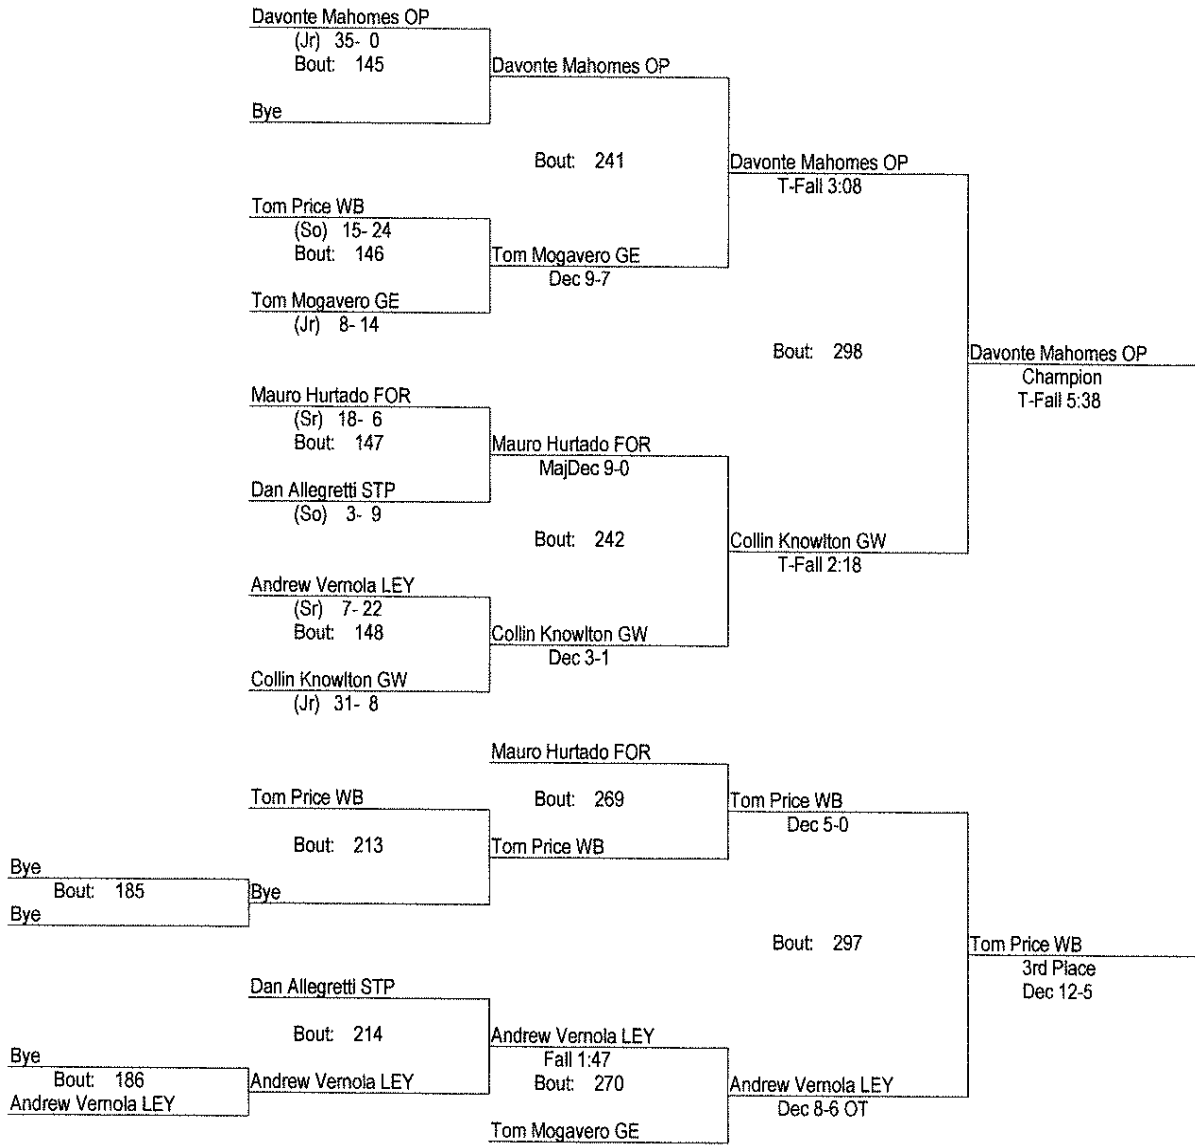 Davonte Mahomes OP
(Jr) 35- 0
Bout: 145
Davonte Mahomes OP
Bye
Bout: 241
Davonte Mahomes OP
T-Fall 3:08
Tom Price WB
(So) 15- 24
Bout: 146
Tom Mogavero GE
Dec 9-7
Tom Mogavero GE
(Jr) 8- 14
Bout: 298
Davonte Mahomes OP
Champion
T-Fall 5:38
Mauro Hurtado FOR
(Sr) 18- 6
Bout: 147
Mauro Hurtado FOR
MajDec 9-0
Dan Allegretti STP
(So) 3- 9
Bout: 242
Collin Knowlton GW
T-Fall 2:18
Andrew Vernola LEY
(Sr) 7- 22
Bout: 148
Collin Knowlton GW
Dec 3-1
Collin Knowlton GW
(Jr) 31- 8
Mauro Hurtado FOR
Tom Price WB
Bout: 269
Tom Price WB
Dec 5-0
Bout: 213
Tom Price WB
Bye
Bout: 185
Bye
Bye
Bout: 297
Tom Price WB
3rd Place
Dec 12-5
Dan Allegretti STP
Bout: 214
Andrew Vernola LEY
Fall 1:47
Bye
Bout: 186
Andrew Vernola LEY
Bout: 270
Andrew Vernola LEY
Dec 8-6 OT
Andrew Vernola LEY
Tom Mogavero GE